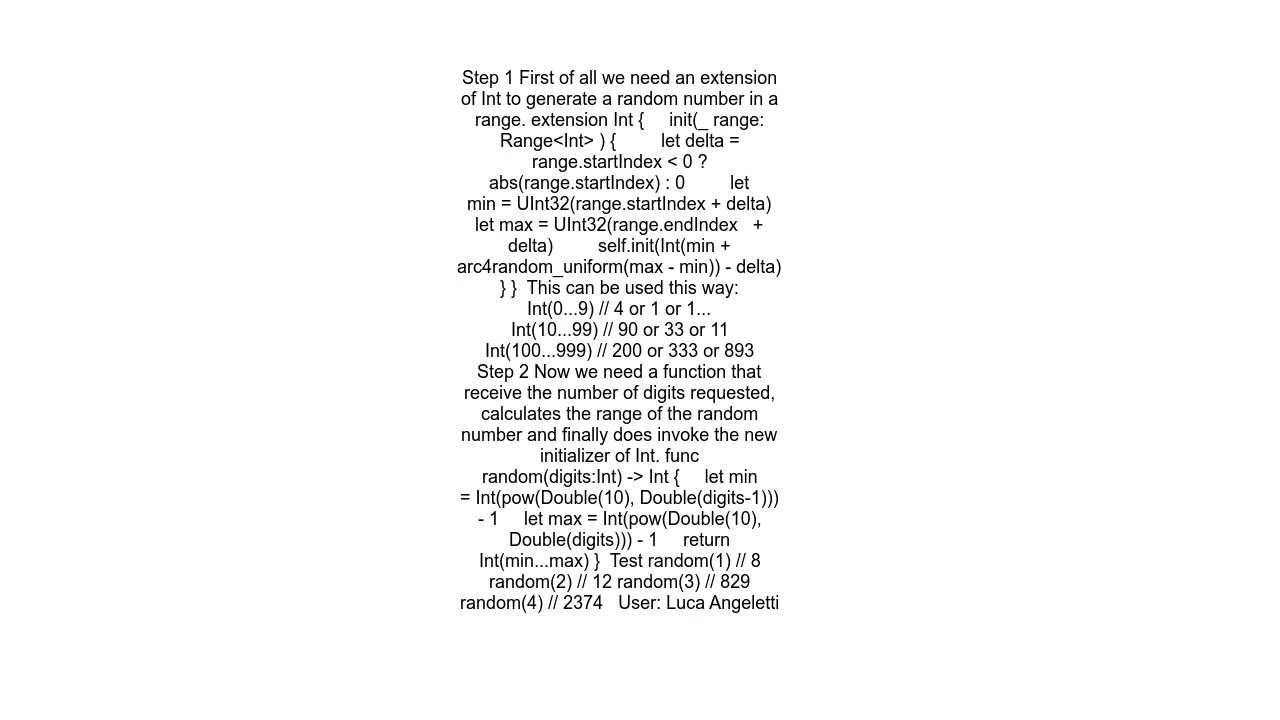 Step 1 First of all we need an extension
of Int to generate a random number in a
range. extension Int {     init(_ range:
Range<Int> ) {         let delta =
range.startIndex < 0 ?
abs(range.startIndex) : 0         let
min = UInt32(range.startIndex + delta)
let max = UInt32(range.endIndex   +
delta)         self.init(Int(min +
arc4random_uniform(max - min)) - delta)
} }  This can be used this way:
Int(0...9) // 4 or 1 or 1...
Int(10...99) // 90 or 33 or 11
Int(100...999) // 200 or 333 or 893
Step 2 Now we need a function that
receive the number of digits requested,
calculates the range of the random
number and finally does invoke the new
initializer of Int. func
random(digits:Int) -> Int {     let min
= Int(pow(Double(10), Double(digits-1)))
- 1     let max = Int(pow(Double(10),
Double(digits))) - 1     return
Int(min...max) }  Test random(1) // 8
random(2) // 12 random(3) // 829
random(4) // 2374   User: Luca Angeletti